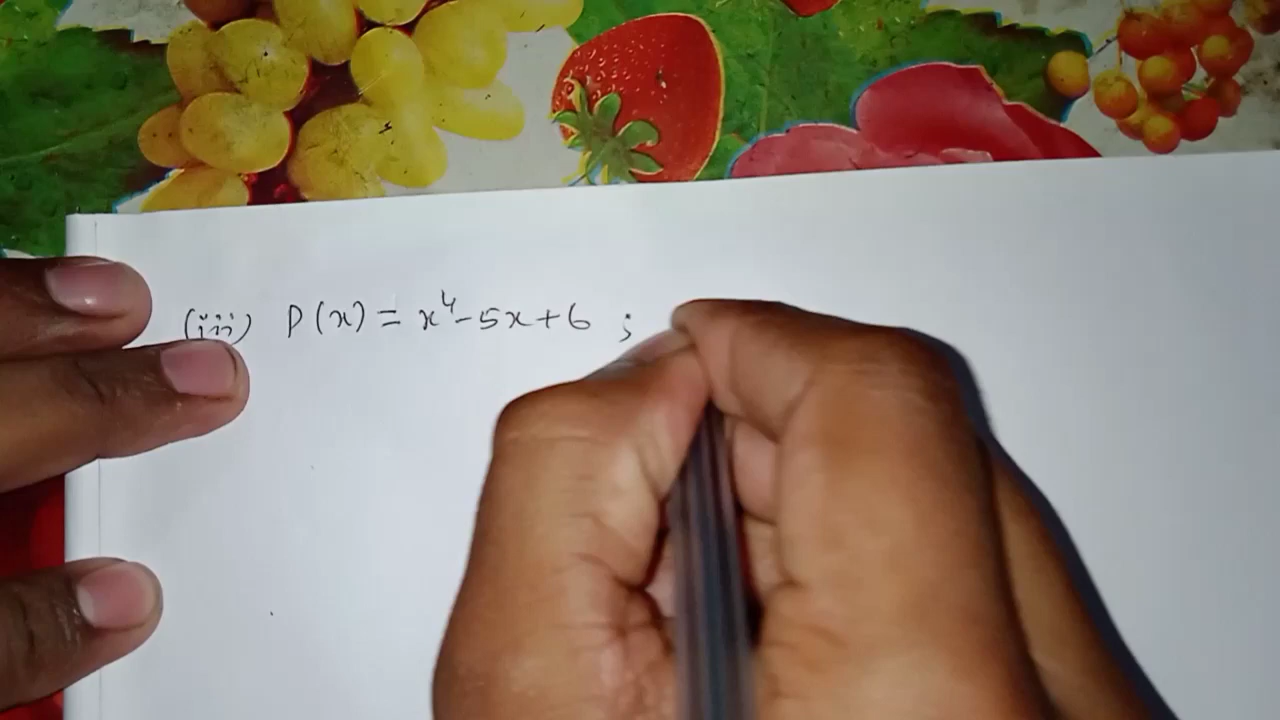 (iii) P(x) = x⁴-5x+6 ;